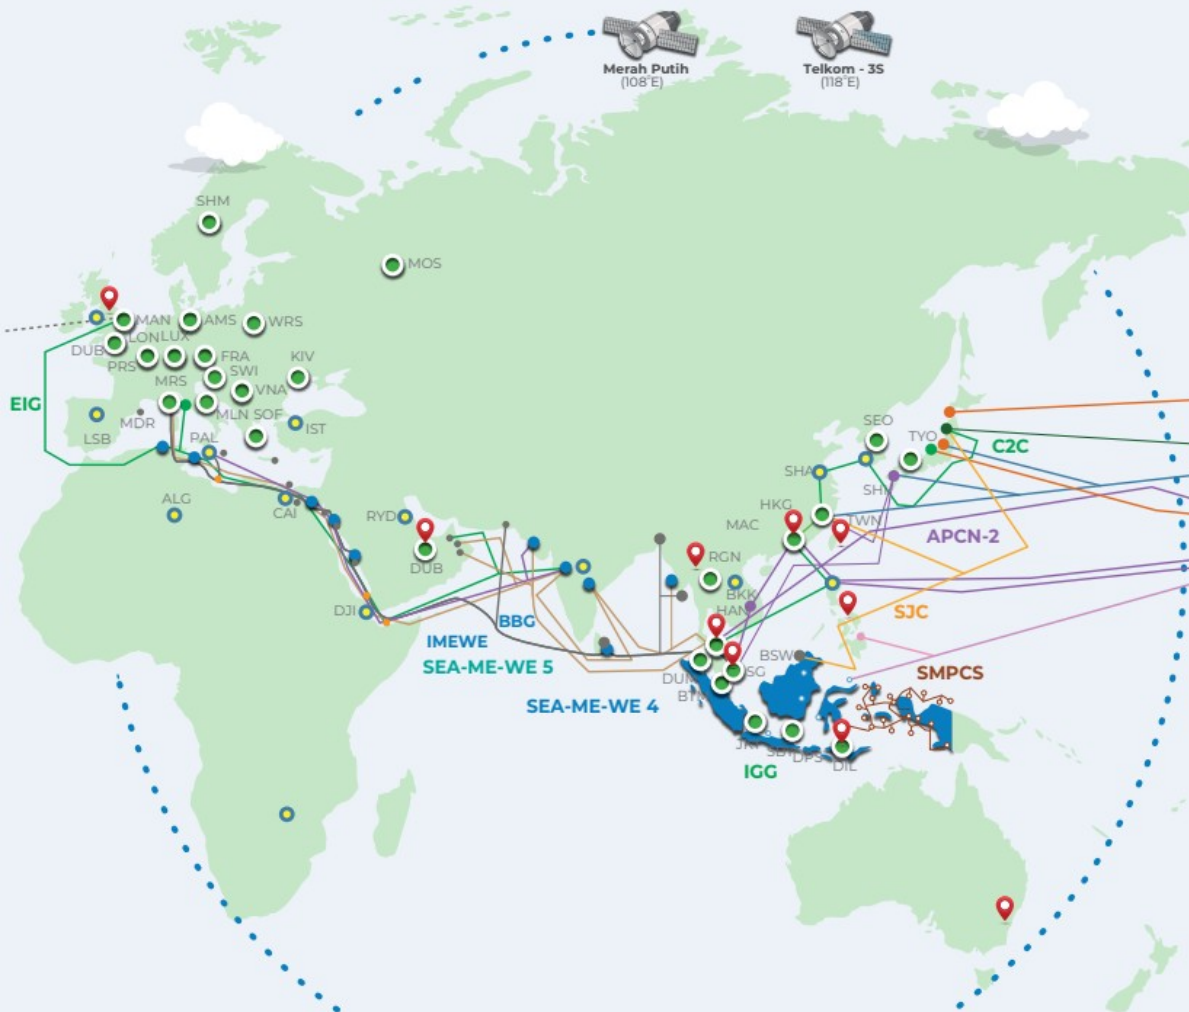 Merah Putih
(108°E)
Telkom - 3S
(118°E)
SHM
MOS
MAN
AMS
WRS
DUB
LON
LUX
PRS
FRA
SWI
KIV
MRS
VNA
EIG
MLN
SOF
MDR
LSB
PAL
IST
SEO
TYO
C2C
ALG
CAI
RYD
SHA
HKG
TWN
MAC
APCN-2
DUB
RGN
BKK
HAN
DJI
BBG
SJC
IMEWE
SEA-ME-WE 5
BSW
SG
SMPCS
SEA-ME-WE 4
DPS
DIL
IGG